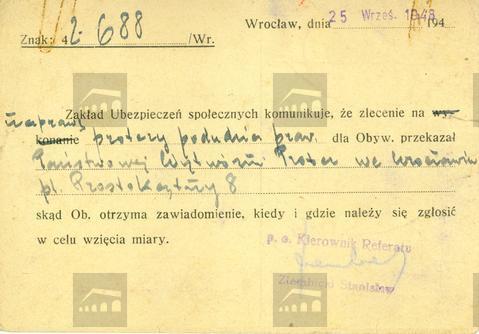 Wrocław, dnia 25 Wrześ. 1948 194
Znak: 42-688 /Wr.
Zakład Ubezpieczeń społecznych komunikuje, że zlecenie na wy-
naprawę
konanie protezy podudzia praw. dla Obyw. przekazał
Państwowej Wytwórni Protez we Wrocławiu
pl. Prostokątny 8
skąd Ob. otrzyma zawiadomienie, kiedy i gdzie należy się zgłosić
w celu wzięcia miary.
p. o. Kierownik Referatu
Stanisław